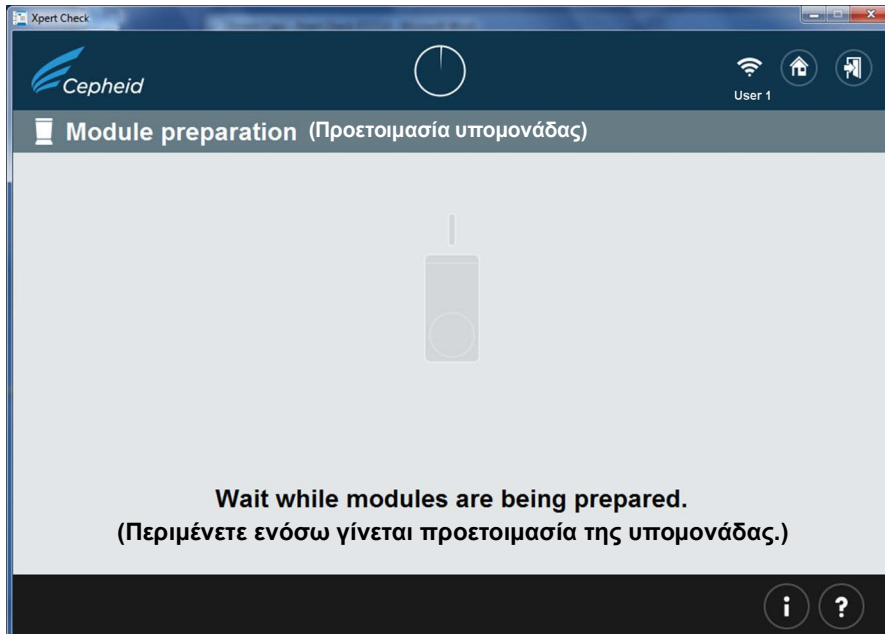 Xpert Check
Cepheid
User 1
Module preparation (Προετοιμασία υπομονάδας)
Wait while modules are being prepared.
(Περιμένετε ενόσω γίνεται προετοιμασία της υπομονάδας.)
i ?